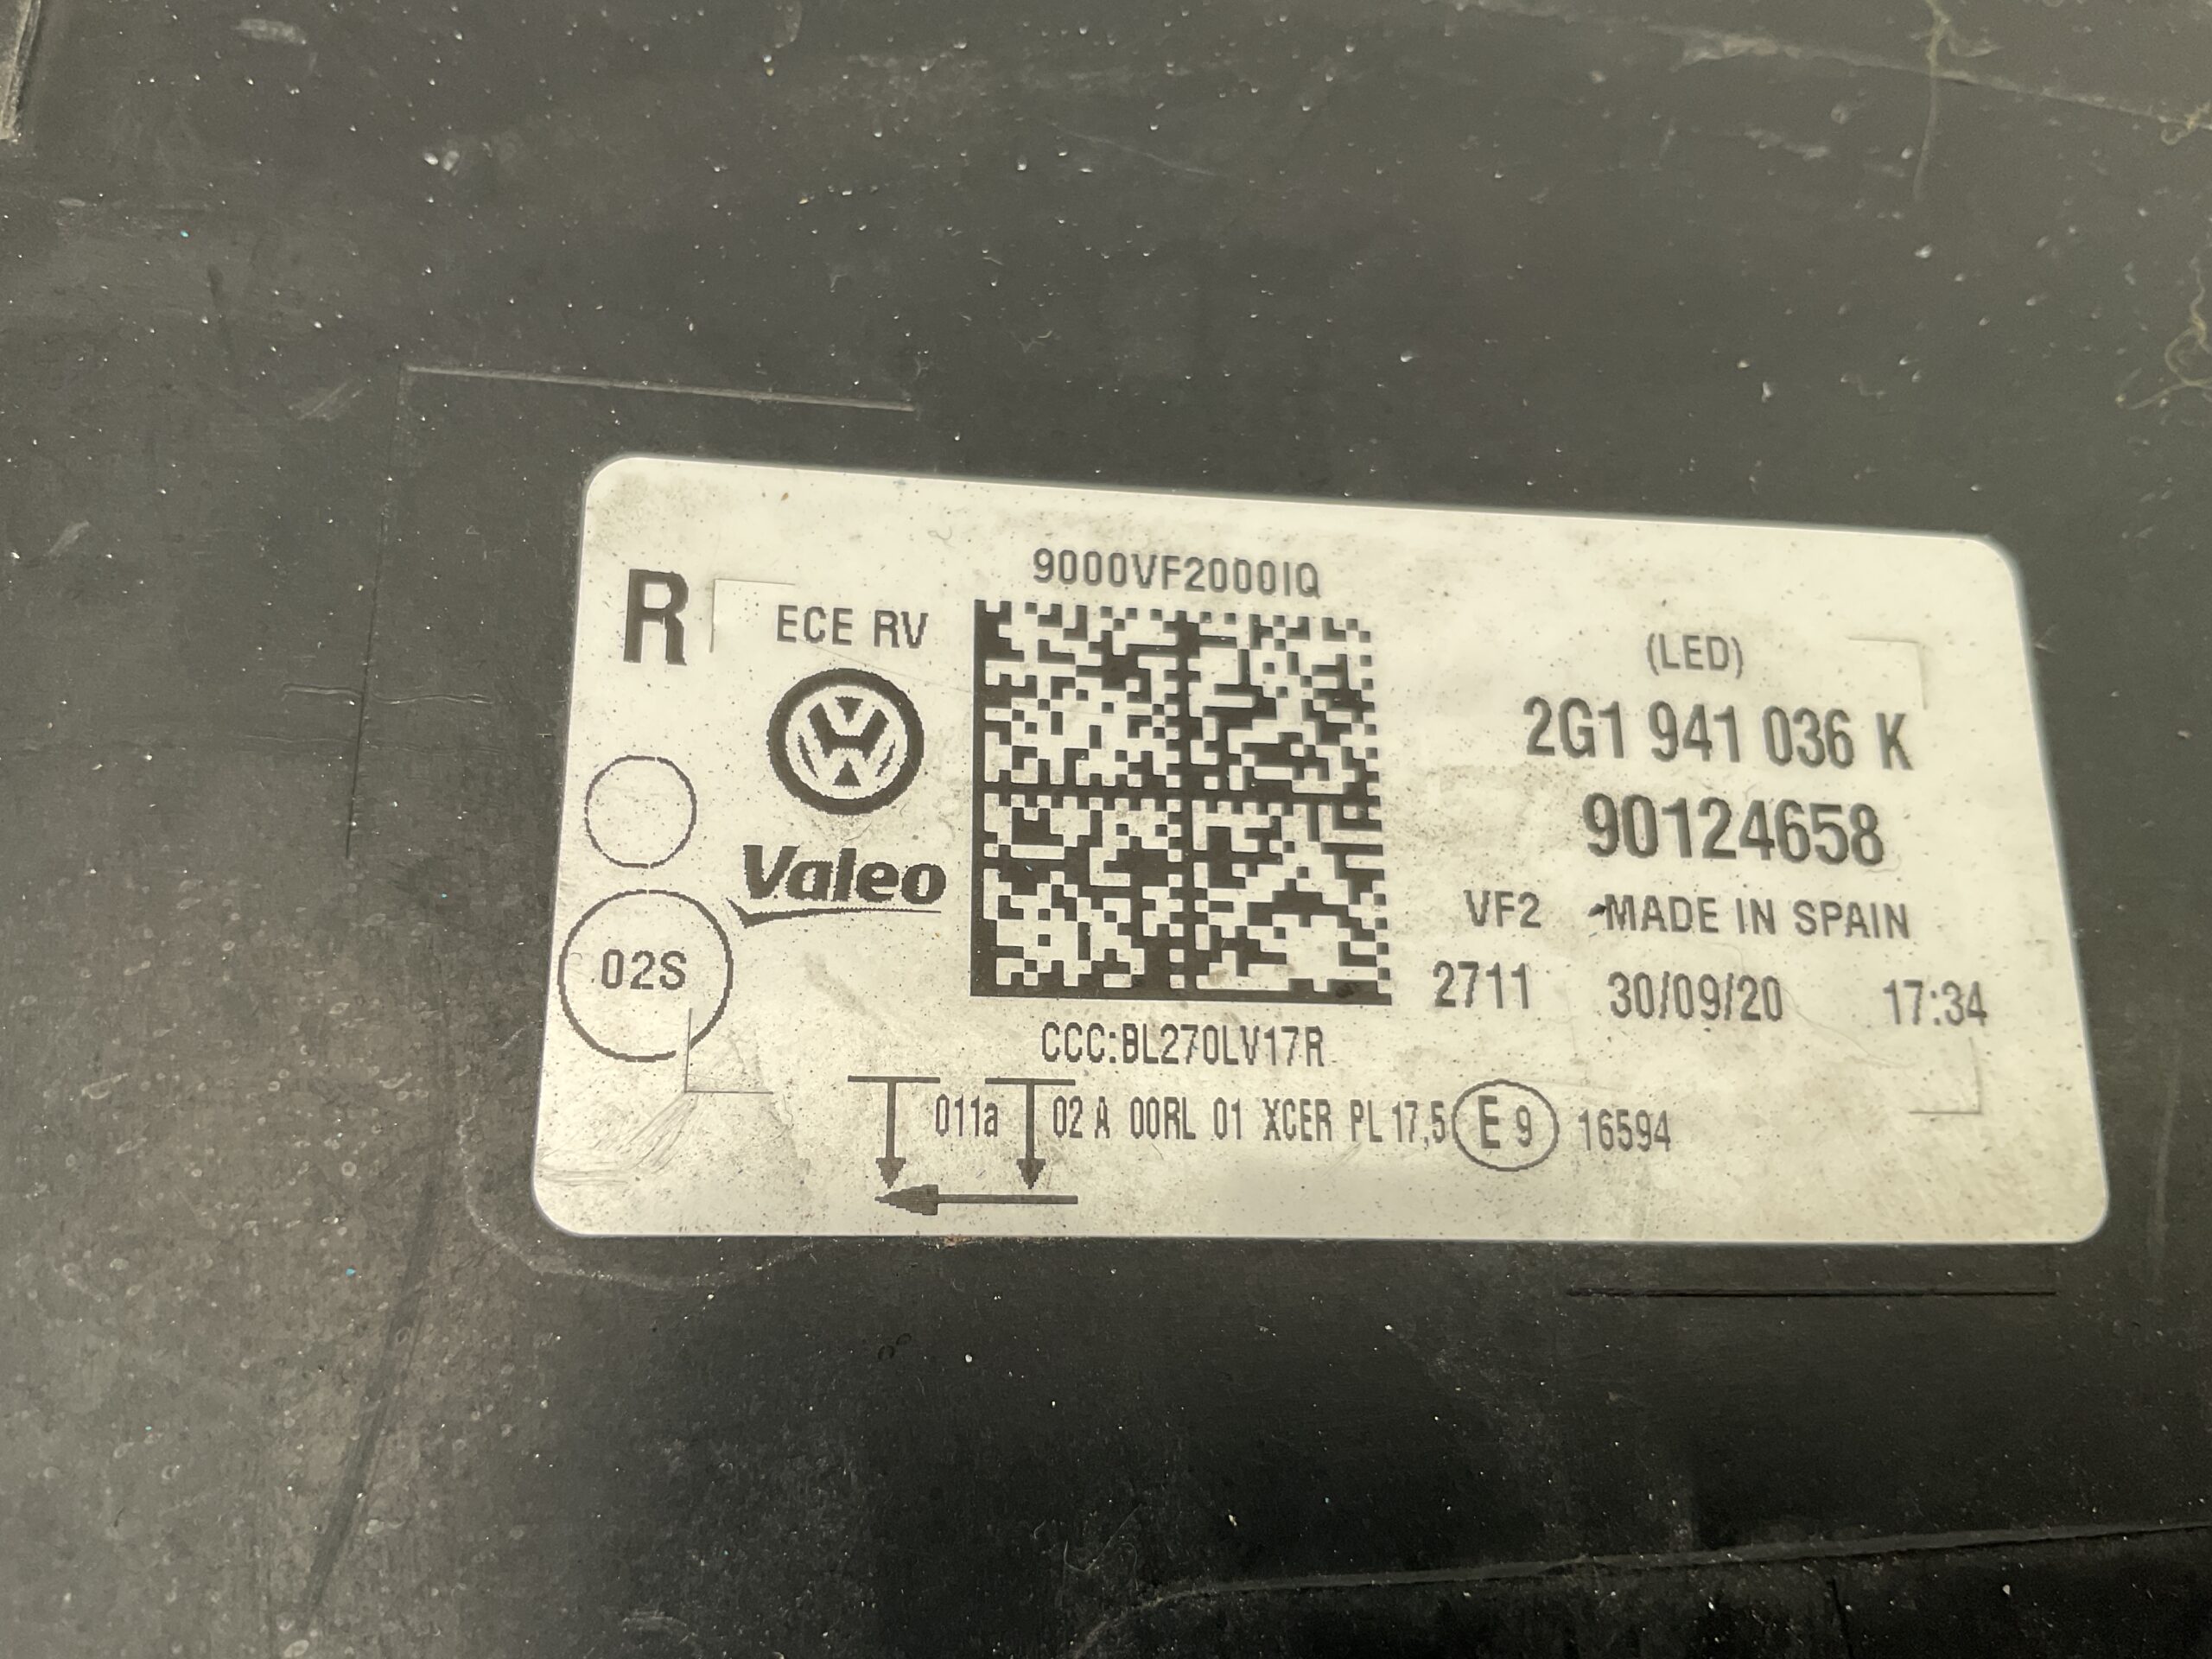 9000VF2000IQ
R
ECE RV
(LED)
2G1 941 036 K
90124658
Valeo
VF2 MADE IN SPAIN
02S
2711 30/09/20 17:34
CCC:BL270LV17R
011a 02 A 00RL 01 XCER PL 17,5 E 9 16594